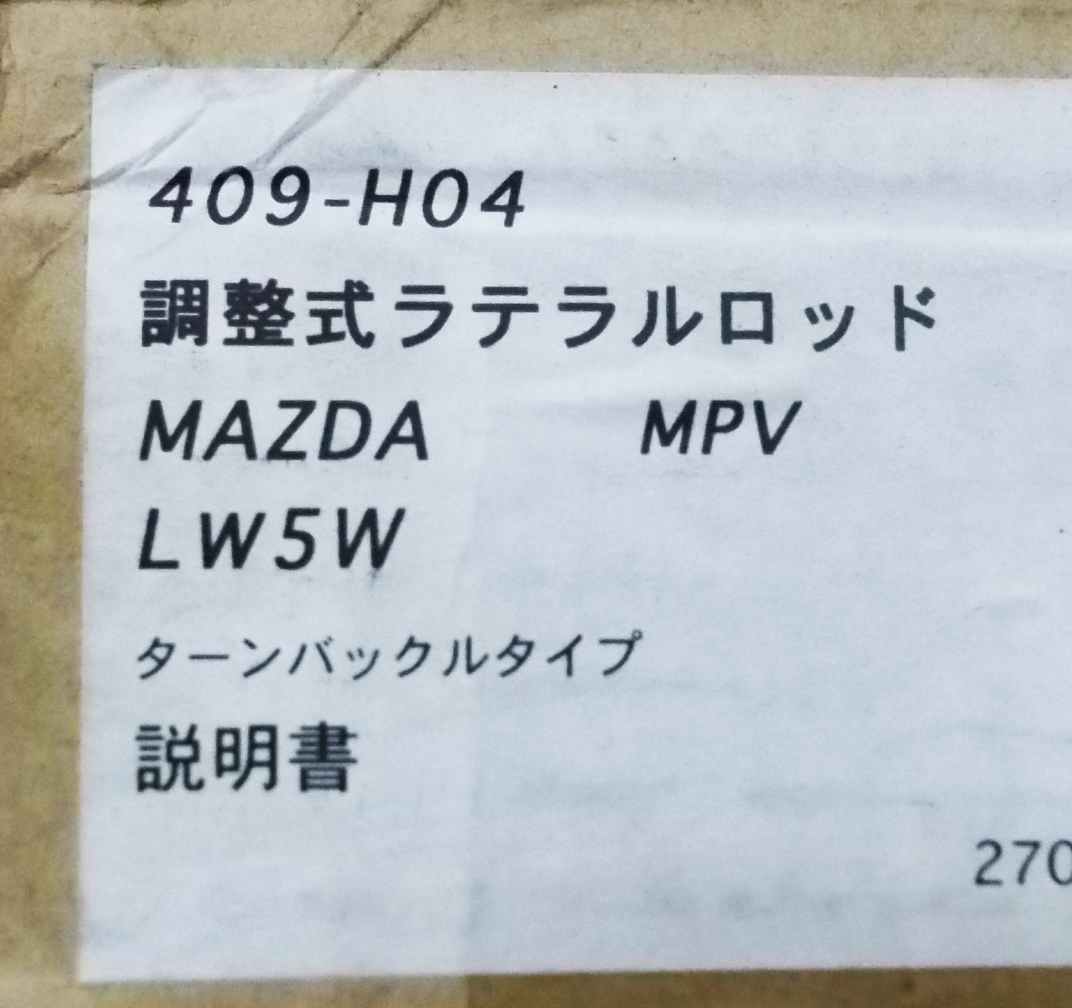 409-H04
調整式ラテラルロッド
MAZDA MPV
LW5W
ターンバックルタイプ
説明書
270